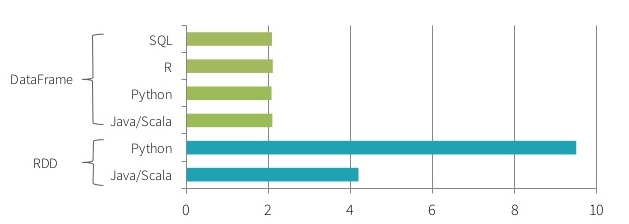 SQL
R
DataFrame
Python
Java/Scala
Python
RDD
Java/Scala
0 2 4 6 8 10